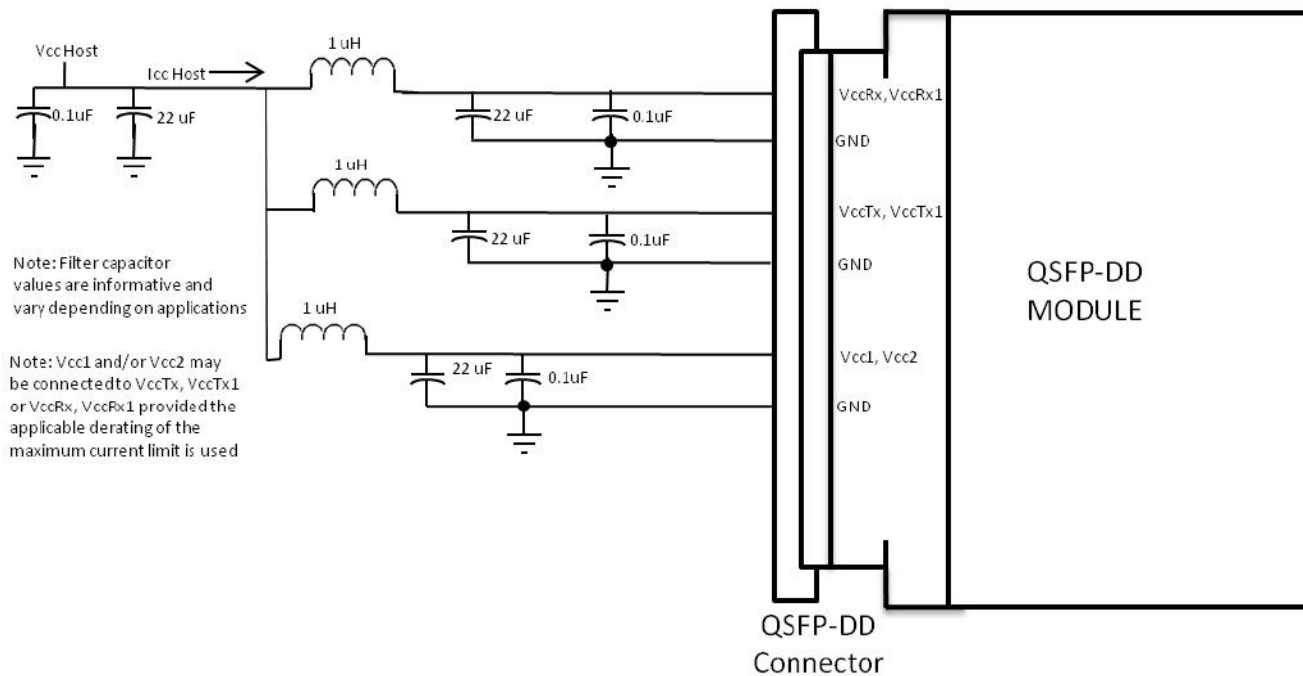 Vcc Host
Icc Host
1 uH
0.1uF
22 uF
22 uF
0.1uF
VccRx, VccRx1
GND
1 uH
22 uF
0.1uF
VccTx, VccTx1
GND
Note: Filter capacitor
values are informative and
vary depending on applications
1 uH
22 uF
0.1uF
Vcc1, Vcc2
GND
Note: Vcc1 and/or Vcc2 may
be connected to VccTx, VccTx1
or VccRx, VccRx1 provided the
applicable derating of the
maximum current limit is used
QSFP-DD
MODULE
QSFP-DD
Connector